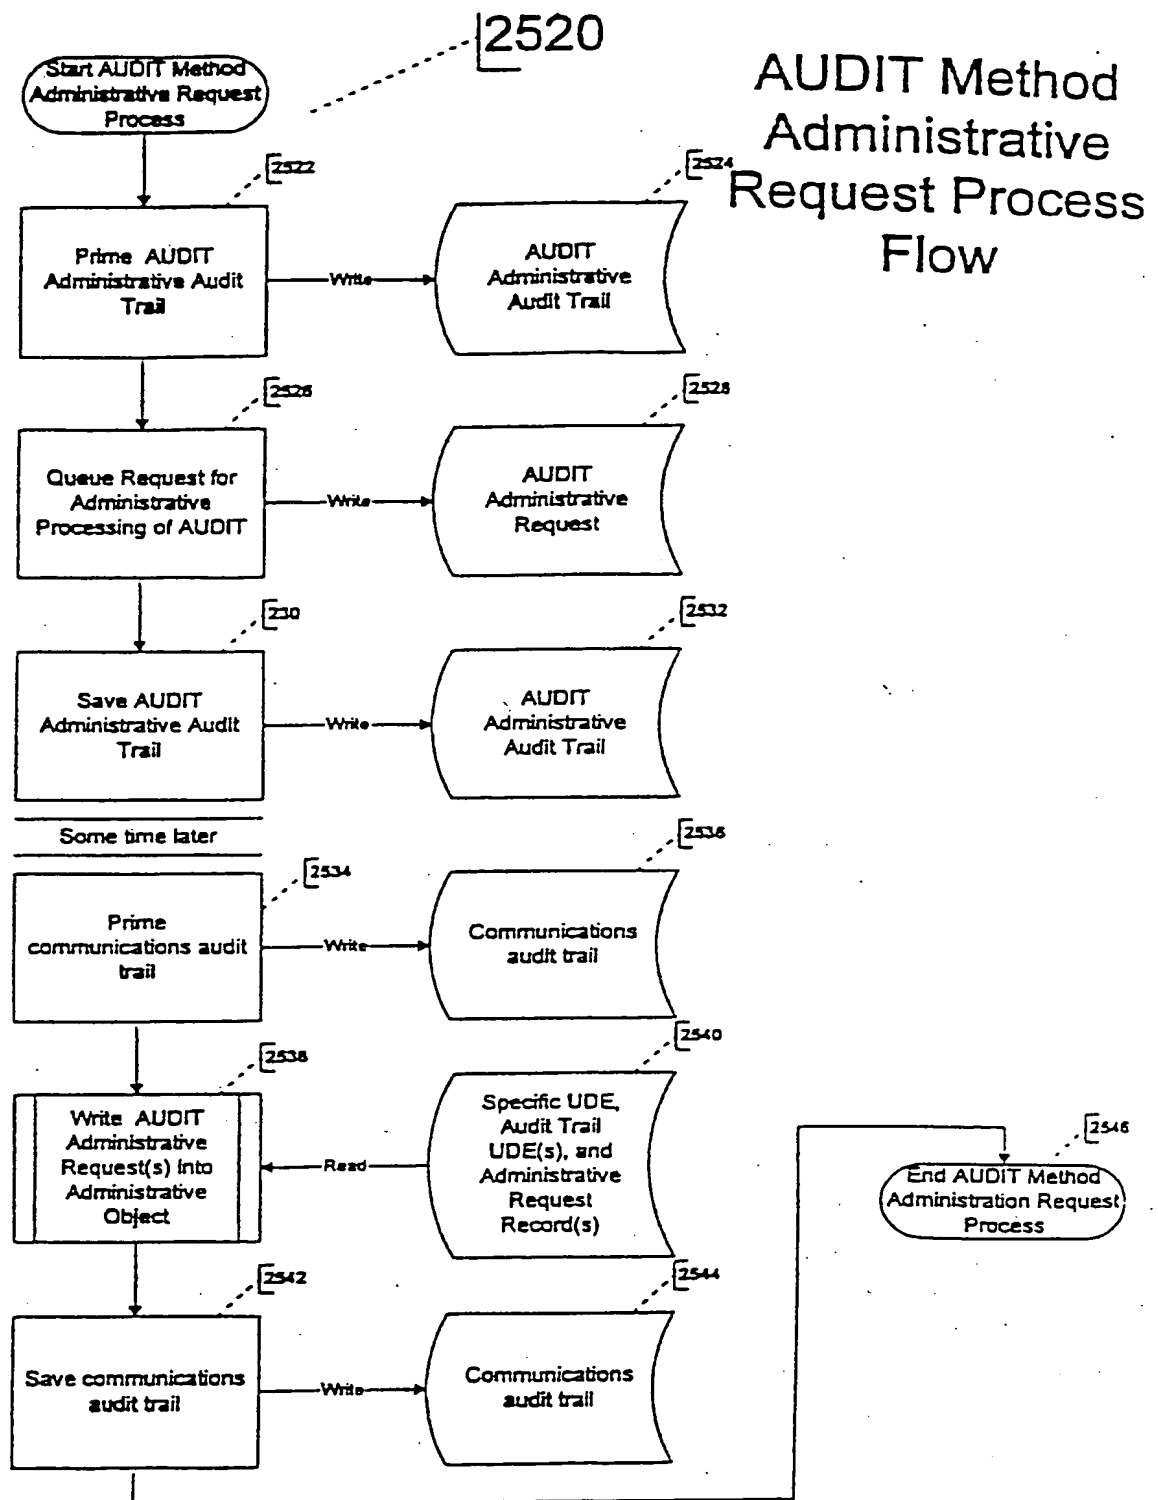 2520
AUDIT Method
Administrative
Request Process
Flow
Start AUDIT Method
Administrative Request
Process
2522
Prime AUDIT
Administrative Audit
Trail
Write
2524
AUDIT
Administrative
Audit Trail
2526
Queue Request for
Administrative
Processing of AUDIT
Write
2528
AUDIT
Administrative
Request
230
Save AUDIT
Administrative Audit
Trail
Write
2532
AUDIT
Administrative
Audit Trail
Some time later
2534
Prime
communications audit
trail
Write
2536
Communications
audit trail
2538
Write AUDIT
Administrative
Request(s) into
Administrative
Object
Read
2540
Specific UDE,
Audit Trail
UDE(s), and
Administrative
Request
Record(s)
2542
Save communications
audit trail
Write
2544
Communications
audit trail
2546
End AUDIT Method
Administration Request
Process